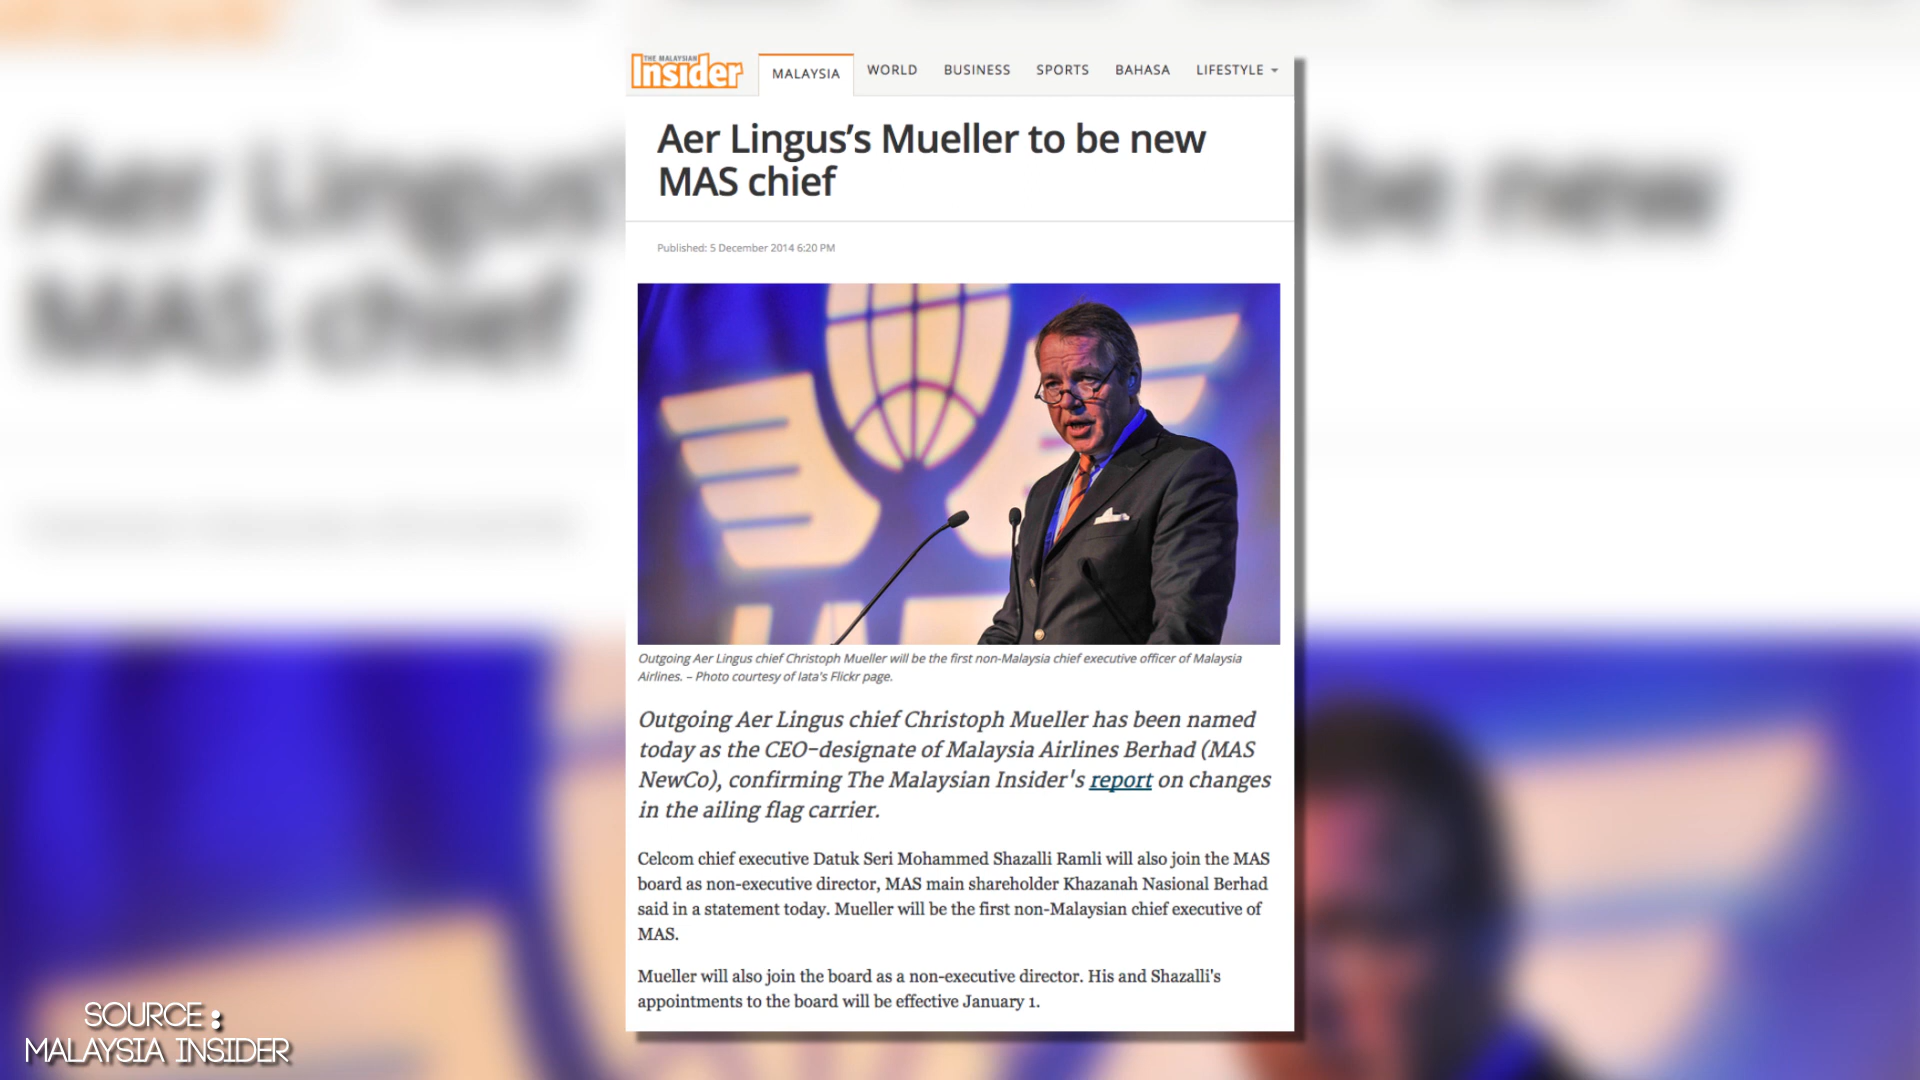 THE MALAYSIAN
Insider
MALAYSIA
WORLD
BUSINESS
SPORTS
BAHASA
LIFESTYLE
Aer Lingus’s Mueller to be new
MAS chief
Published: 5 December 2014 6:20 PM
Outgoing Aer Lingus chief Christoph Mueller will be the first non-Malaysia chief executive officer of Malaysia
Airlines. – Photo courtesy of Iata's Flickr page.
Outgoing Aer Lingus chief Christoph Mueller has been named
today as the CEO-designate of Malaysia Airlines Berhad (MAS
NewCo), confirming The Malaysian Insider's report on changes
in the ailing flag carrier.
Celcom chief executive Datuk Seri Mohammed Shazalli Ramli will also join the MAS
board as non-executive director, MAS main shareholder Khazanah Nasional Berhad
said in a statement today. Mueller will be the first non-Malaysian chief executive of
MAS.
Mueller will also join the board as a non-executive director. His and Shazalli's
appointments to the board will be effective January 1.
Aer Lingus
be new
MAS chief
SOURCE :
MALAYSIA INSIDER